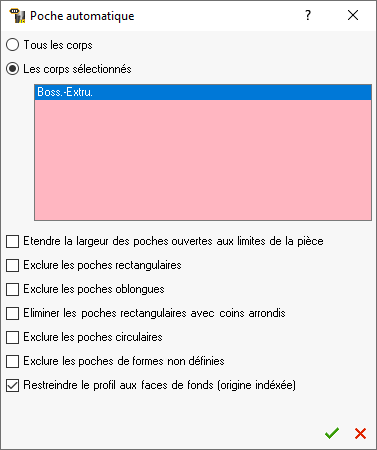 Poche automatique
Tous les corps
Les corps sélectionnés
Boss.-Extru.
Etendre la largeur des poches ouvertes aux limites de la pièce
Exclure les poches rectangulaires
Exclure les poches oblongues
Eliminer les poches rectangulaires avec coins arrondis
Exclure les poches circulaires
Exclure les poches de formes non définies
Restreindre le profil aux faces de fonds (origine indéxée)